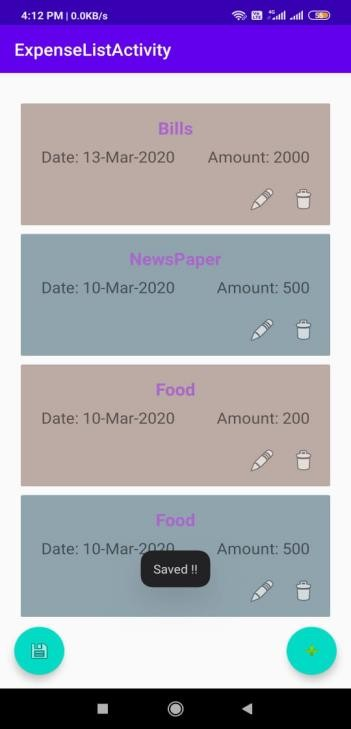 4:12 PM | 0.0KB/s
ExpenseListActivity
Bills
Date: 13-Mar-2020 Amount: 2000
NewsPaper
Date: 10-Mar-2020 Amount: 500
Food
Date: 10-Mar-2020 Amount: 200
Food
Date: 10-Mar-2020 Amount: 500
Saved !!